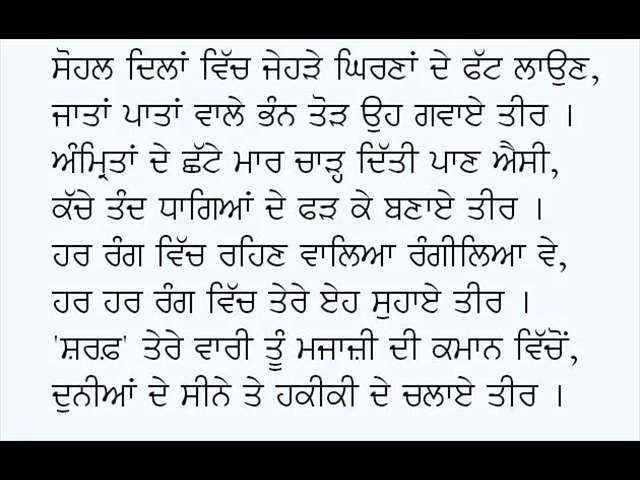 ਸੋਹਲ ਦਿਲਾਂ ਵਿੱਚ ਜੇਹੜੇ ਘਿਰਣਾਂ ਦੇ ਫੱਟ ਲਾਉਣ,
ਜਾਤਾਂ ਪਾਤਾਂ ਵਾਲੇ ਭੰਨ ਤੋੜ ਉਹ ਗਵਾਏ ਤੀਰ ।
ਅੰਮ੍ਰਿਤਾਂ ਦੇ ਛੱਟੇ ਮਾਰ ਚਾੜ੍ਹ ਦਿੱਤੀ ਪਾਣ ਐਸੀ,
ਕੱਚੇ ਤੰਦ ਧਾਗਿਆਂ ਦੇ ਫੜ ਕੇ ਬਣਾਏ ਤੀਰ ।
ਹਰ ਰੰਗ ਵਿੱਚ ਰਹਿਣ ਵਾਲਿਆ ਰੰਗੀਲਿਆ ਵੇ,
ਹਰ ਹਰ ਰੰਗ ਵਿੱਚ ਤੇਰੇ ਏਹ ਸੁਹਾਏ ਤੀਰ ।
'ਸ਼ਰਫ਼' ਤੇਰੇ ਵਾਰੀ ਤੂੰ ਮਜਾਜ਼ੀ ਦੀ ਕਮਾਨ ਵਿੱਚੋਂ,
ਦੁਨੀਆਂ ਦੇ ਸੀਨੇ ਤੇ ਹਕੀਕੀ ਦੇ ਚਲਾਏ ਤੀਰ ।